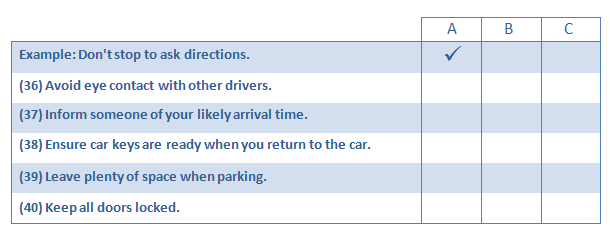 A B C
Example: Don't stop to ask directions. ✓
(36) Avoid eye contact with other drivers.
(37) Inform someone of your likely arrival time.
(38) Ensure car keys are ready when you return to the car.
(39) Leave plenty of space when parking.
(40) Keep all doors locked.